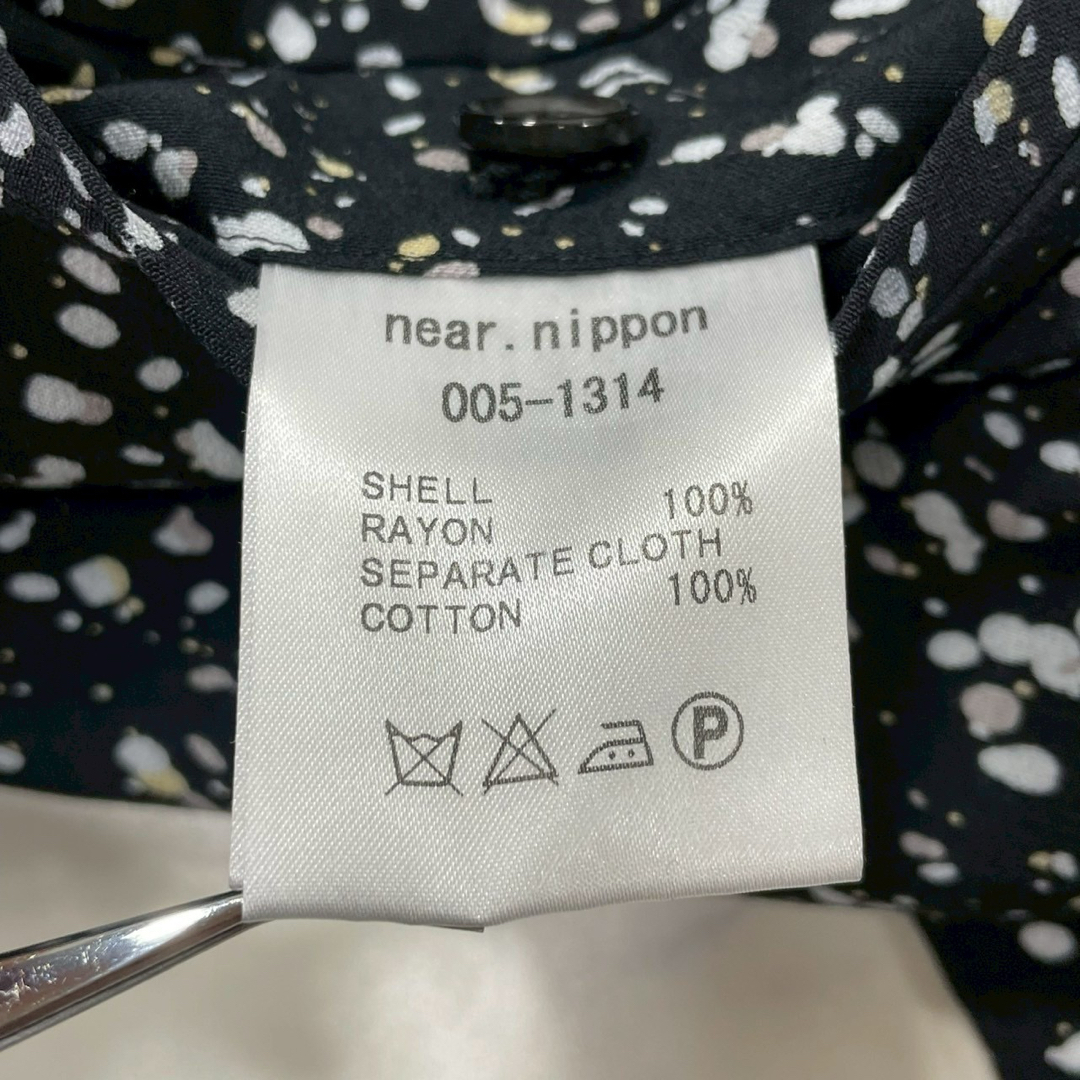 near.nippon
005-1314
SHELL
RAYON 100%
SEPARATE CLOTH
COTTON 100%
P